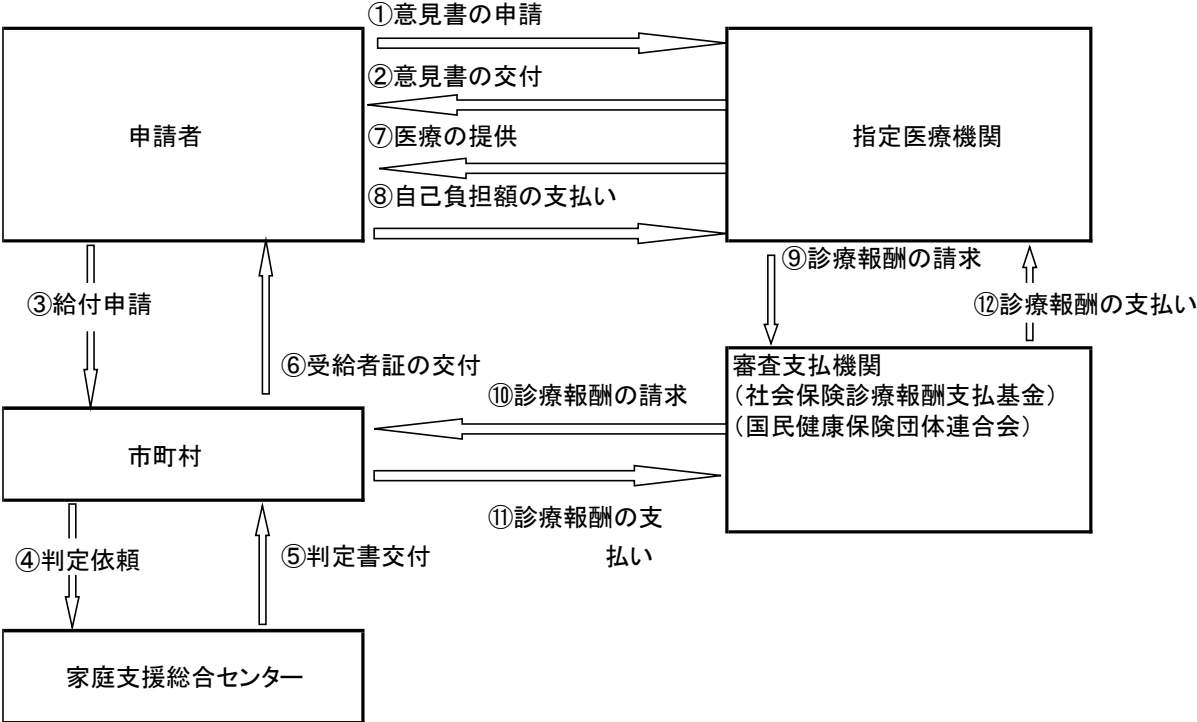 ①意見書の申請
②意見書の交付
申請者
⑦医療の提供
指定医療機関
⑧自己負担額の支払い
⑨診療報酬の請求
③給付申請
⑫診療報酬の支払い
⑥受給者証の交付
審査支払機関
(社会保険診療報酬支払基金)
(国民健康保険団体連合会)
⑩診療報酬の請求
市町村
⑪診療報酬の支
払い
④判定依頼
⑤判定書交付
家庭支援総合センター